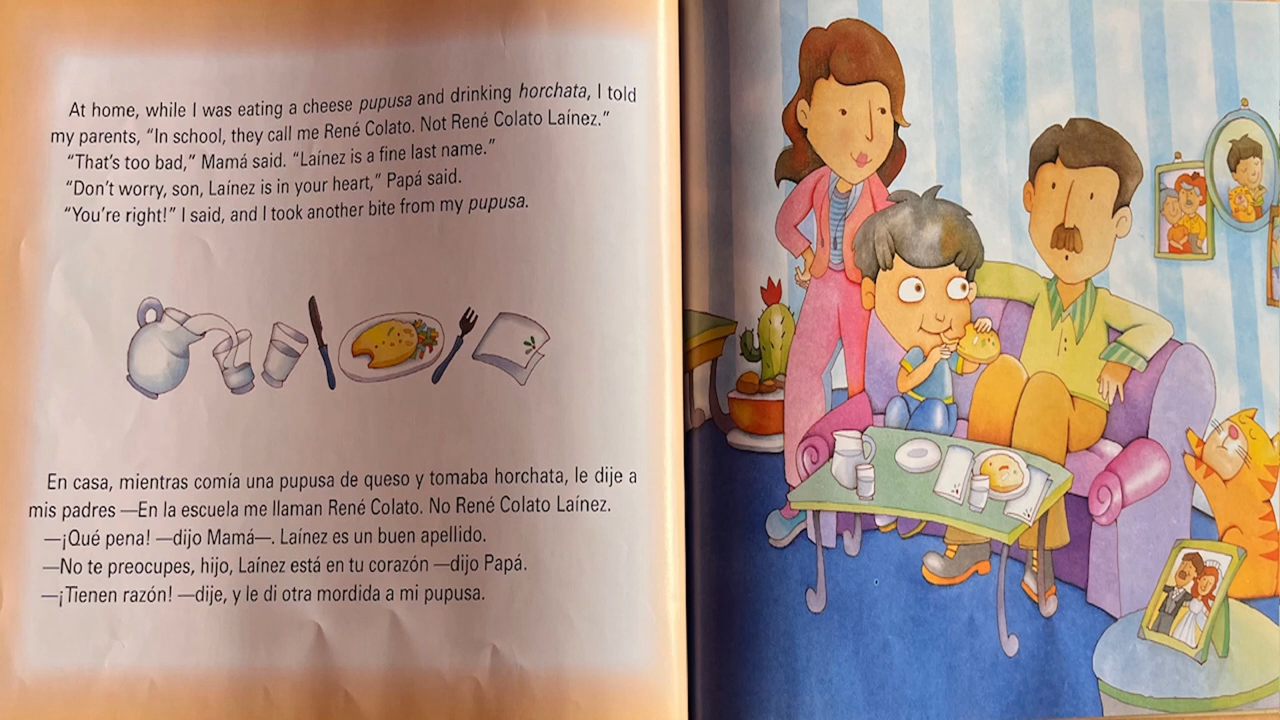 At home, while I was eating a cheese pupusa and drinking horchata, I told
my parents, “In school, they call me René Colato. Not René Colato Laínez.”
“That’s too bad,” Mamá said. “Laínez is a fine last name.”
“Don’t worry, son, Laínez is in your heart,” Papá said.
“You’re right!” I said, and I took another bite from my pupusa.
En casa, mientras comía una pupusa de queso y tomaba horchata, le dije a
mis padres —En la escuela me llaman René Colato. No René Colato Laínez.
—¡Qué pena! —dijo Mamá—. Laínez es un buen apellido.
—No te preocupes, hijo, Laínez está en tu corazón —dijo Papá.
—¡Tienen razón! —dije, y le di otra mordida a mi pupusa.